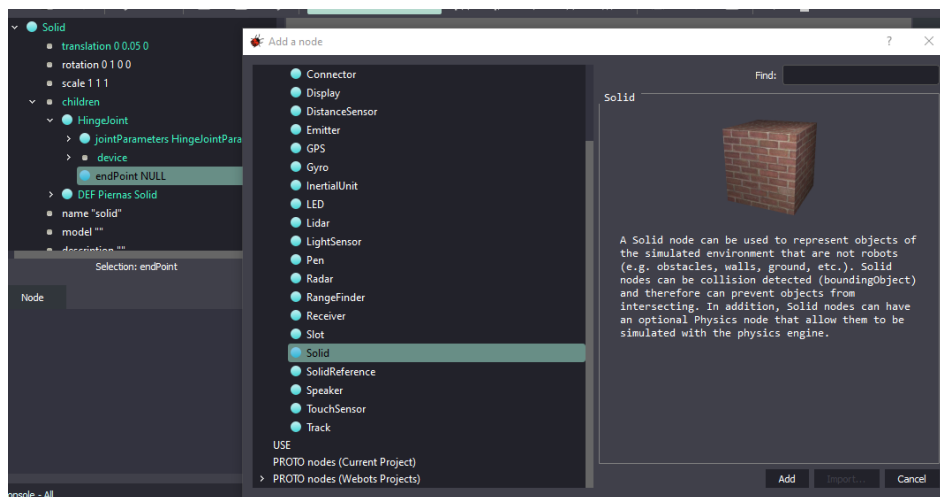 Solid
translation 0 0.05 0
rotation 0 1 0 0
scale 1 1 1
children
HingeJoint
jointParameters HingeJointPara
device
endPoint NULL
DEF Piernas Solid
name "solid"
model ""
description ""
Selection: endPoint
Node
onsole - All
Add a node
?
Connector
Display
DistanceSensor
Emitter
GPS
Gyro
InertialUnit
LED
Lidar
LightSensor
Pen
Radar
RangeFinder
Receiver
Slot
Solid
SolidReference
Speaker
TouchSensor
Track
USE
PROTO nodes (Current Project)
PROTO nodes (Webots Projects)
Find:
Solid
A Solid node can be used to represent objects of
the simulated environment that are not robots
(e.g. obstacles, walls, ground, etc.). Solid
nodes can be collision detected (boundingObject)
and therefore can prevent objects from
intersecting. In addition, Solid nodes can have
an optional Physics node that allow them to be
simulated with the physics engine.
Add
Import...
Cancel